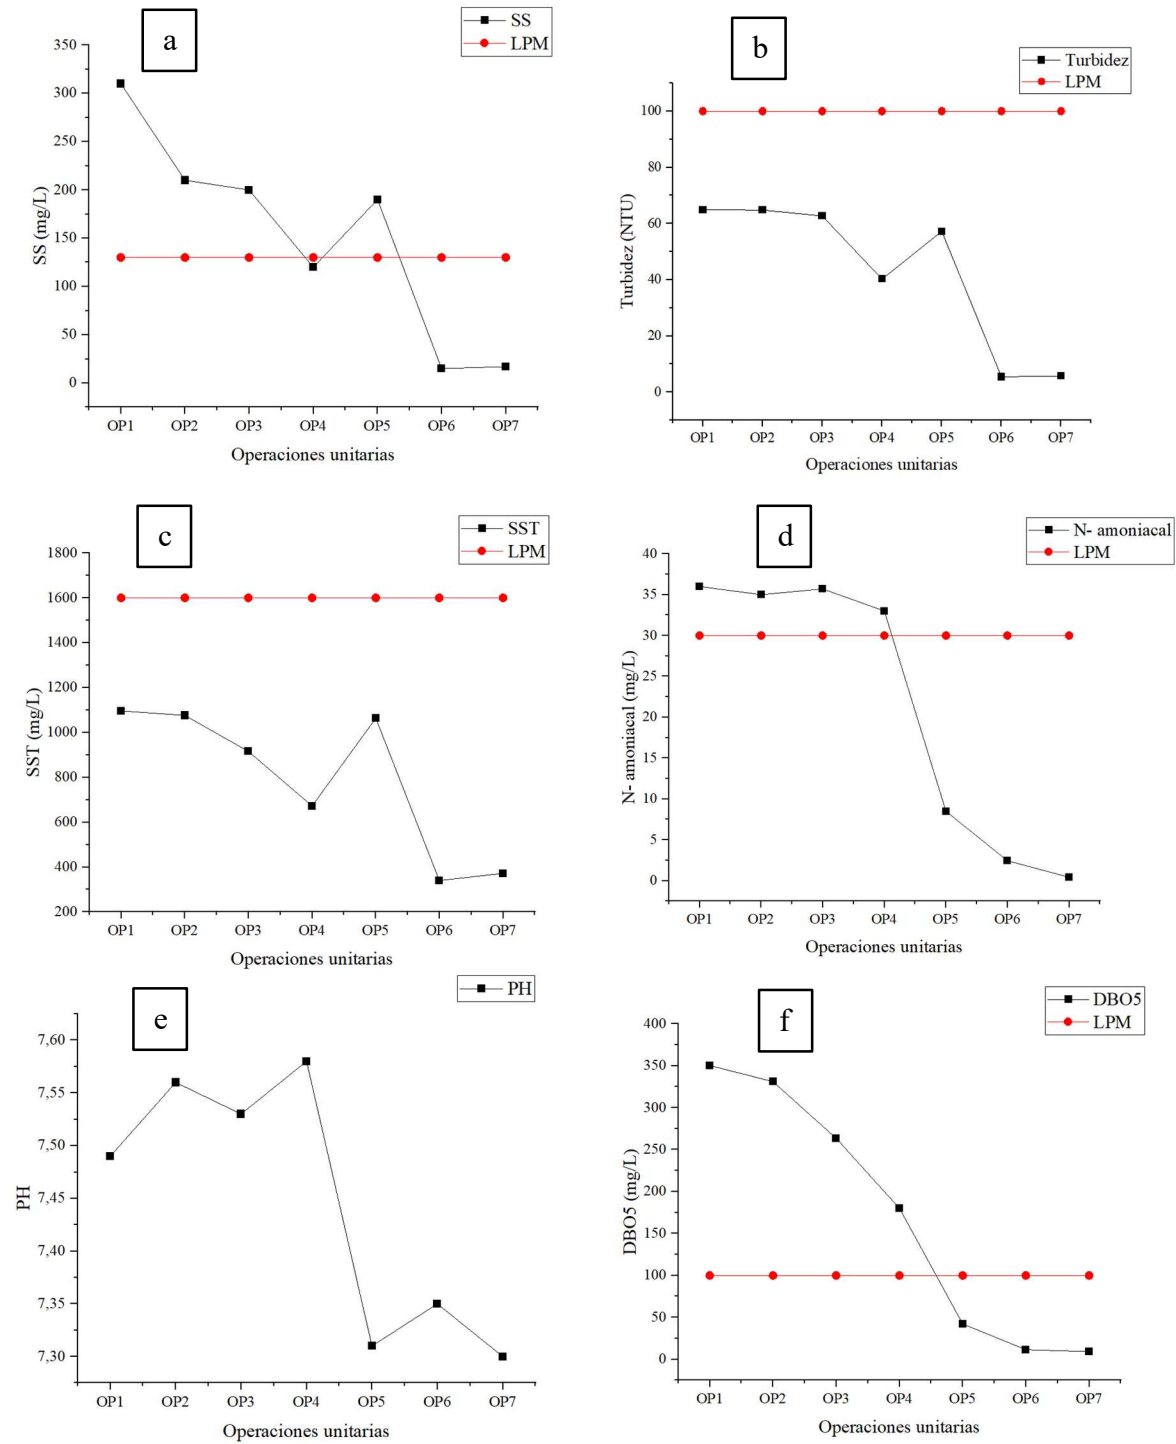 a
SS
LPM
350
300
250
200
150
100
50
0
SS (mg/L)
OP1 OP2 OP3 OP4 OP5 OP6 OP7
Operaciones unitarias
b
Turbidez
LPM
100
80
60
40
20
0
Turbidez (NTU)
OP1 OP2 OP3 OP4 OP5 OP6 OP7
Operaciones unitarias
c
SST
LPM
1800
1600
1400
1200
1000
800
600
400
200
SST (mg/L)
OP1 OP2 OP3 OP4 OP5 OP6 OP7
Operaciones unitarias
d
N- amoniacal
LPM
40
35
30
25
20
15
10
5
0
N- amoniacal (mg/L)
OP1 OP2 OP3 OP4 OP5 OP6 OP7
Operaciones unitarias
e
PH
7,60
7,55
7,50
7,45
7,40
7,35
7,30
PH
OP1 OP2 OP3 OP4 OP5 OP6 OP7
Operaciones unitarias
f
DBO5
LPM
400
350
300
250
200
150
100
50
0
DBO5 (mg/L)
OP1 OP2 OP3 OP4 OP5 OP6 OP7
Operaciones unitarias